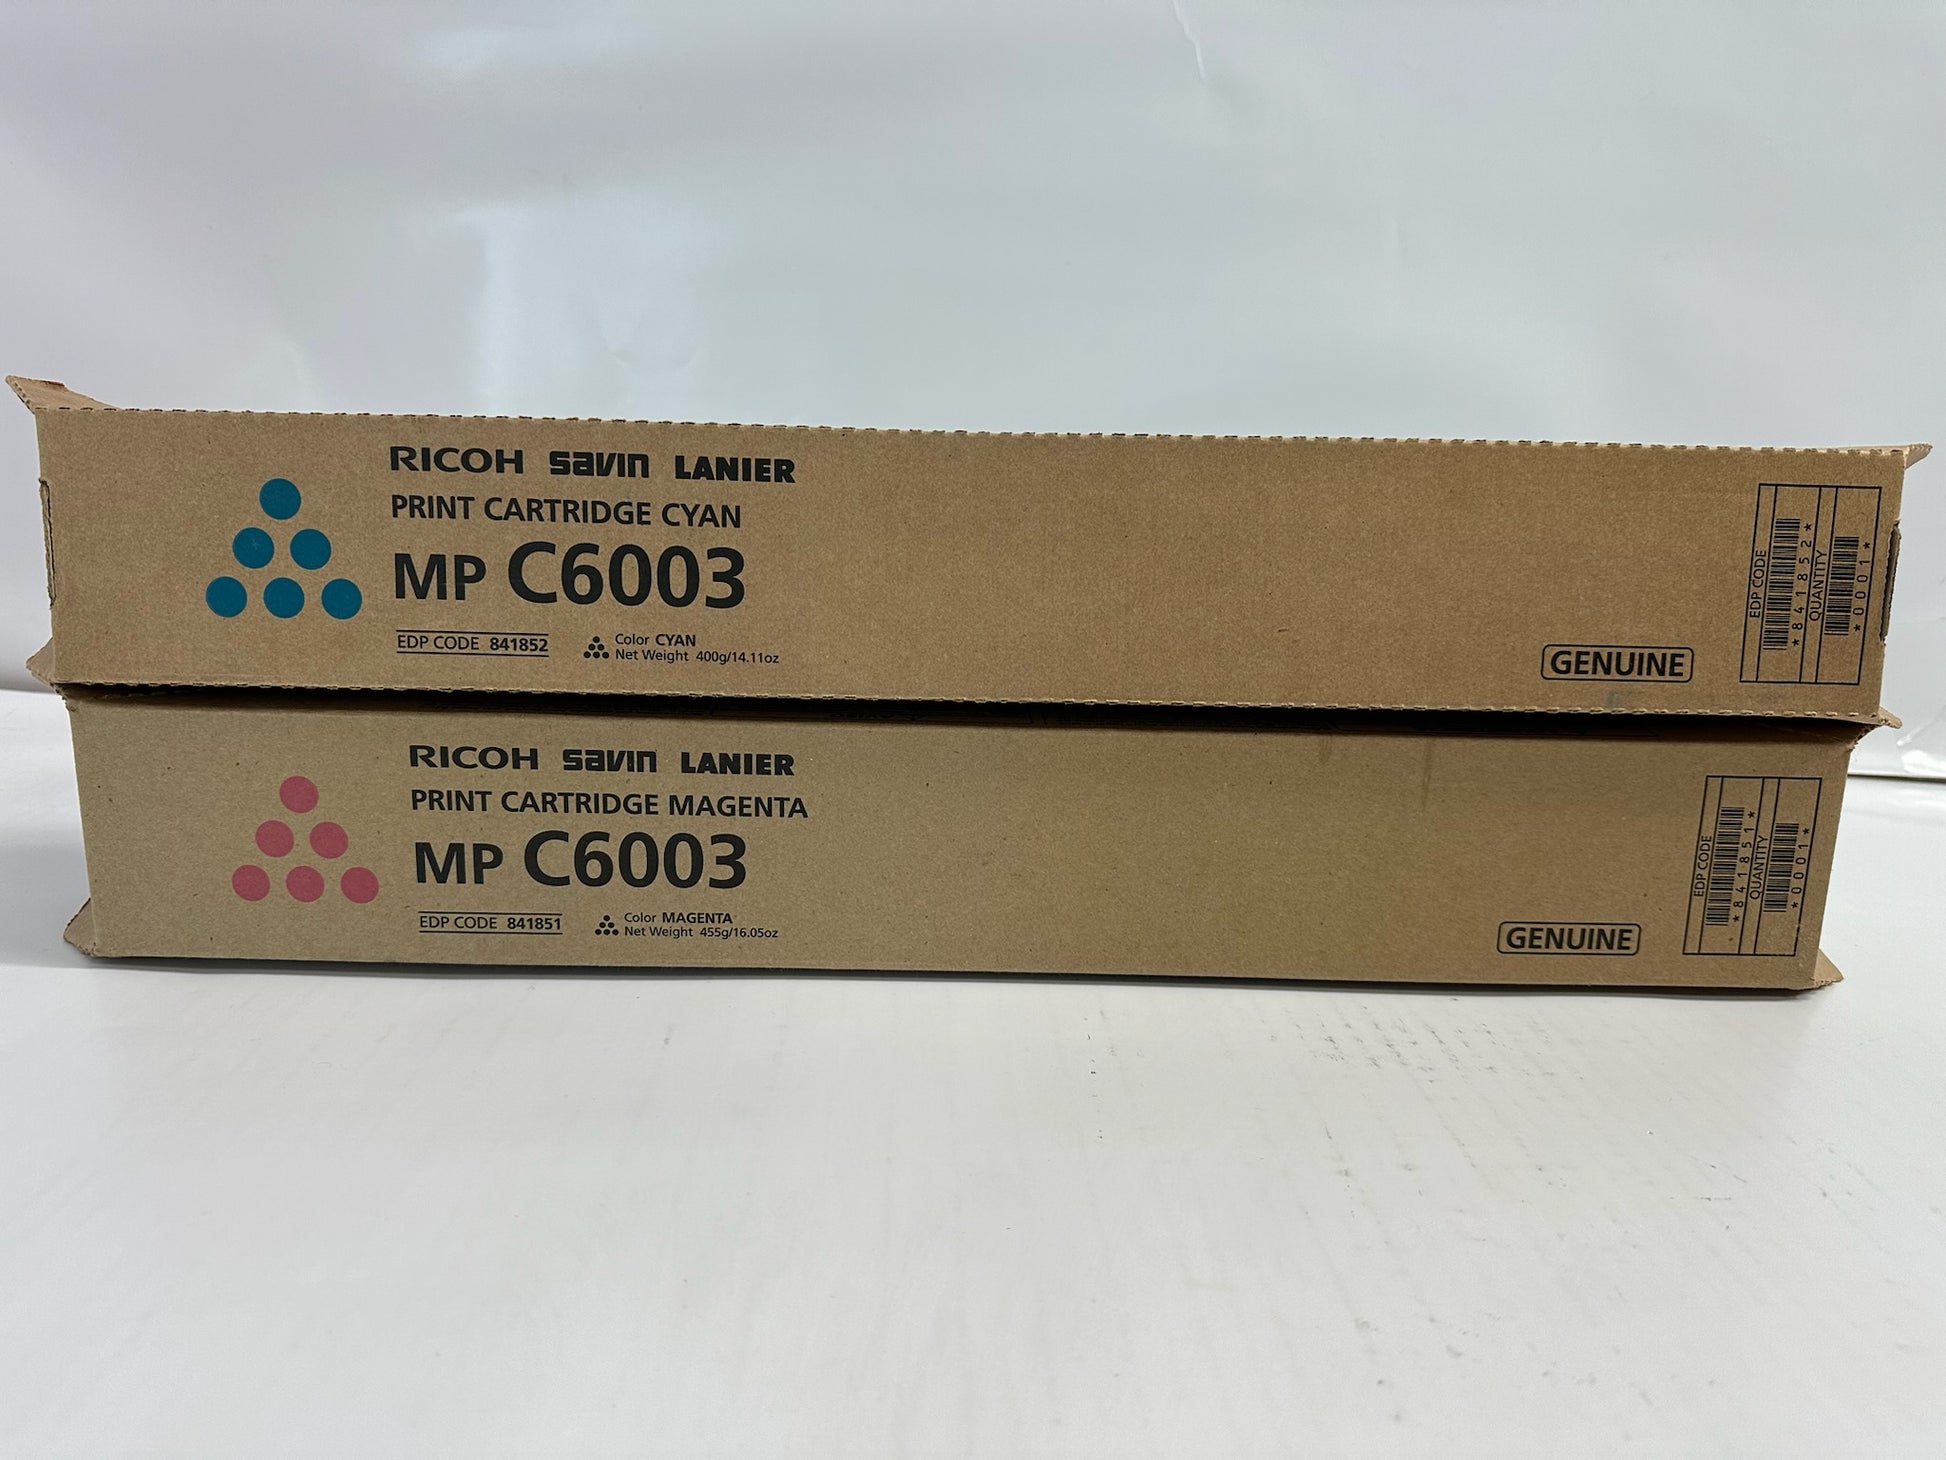 RICOH savin LANIER
PRINT CARTRIDGE CYAN
MP C6003
EDP CODE 841852
Color CYAN
Net Weight 400g/14.11oz
GENUINE
EDP CODE
*841852*
QUANTITY
*0001*
RICOH savin LANIER
PRINT CARTRIDGE MAGENTA
MP C6003
EDP CODE 841851
Color MAGENTA
Net Weight 455g/16.05oz
GENUINE
EDP CODE
*841851*
QUANTITY
*0001*